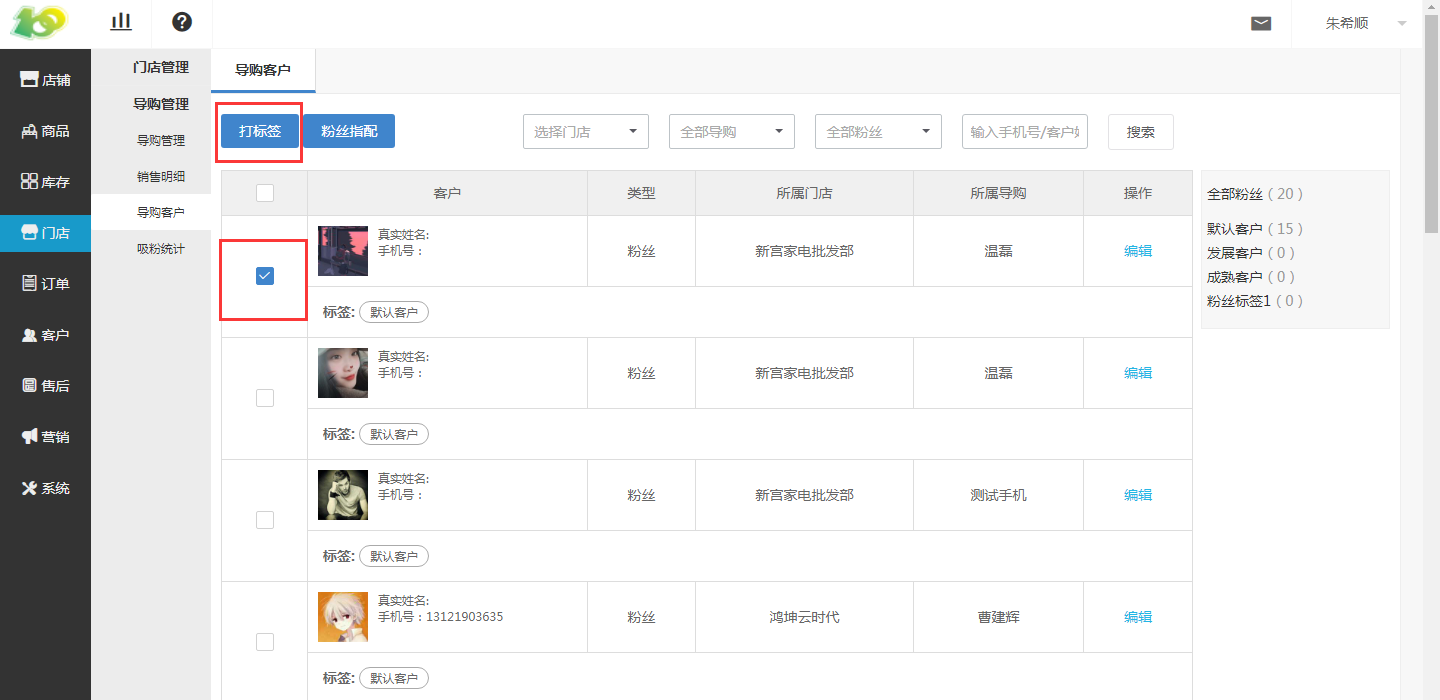 朱希顺
店铺
商品
库存
门店
订单
客户
售后
营销
系统
门店管理
导购管理
导购管理
销售明细
导购客户
吸粉统计
导购客户
打标签
粉丝指配
选择门店
全部导购
全部粉丝
输入手机号/客户姓
搜索
客户 类型 所属门店 所属导购 操作
真实姓名:
手机号：
粉丝 新宫家电批发部 温磊 编辑
标签: 默认客户
真实姓名:
手机号：
粉丝 新宫家电批发部 温磊 编辑
标签: 默认客户
真实姓名:
手机号：
粉丝 新宫家电批发部 测试手机 编辑
标签: 默认客户
真实姓名:
手机号：13121903635
粉丝 鸿坤云时代 曹建辉 编辑
标签: 默认客户
全部粉丝（20）
默认客户（15）
发展客户（0）
成熟客户（0）
粉丝标签1（0）